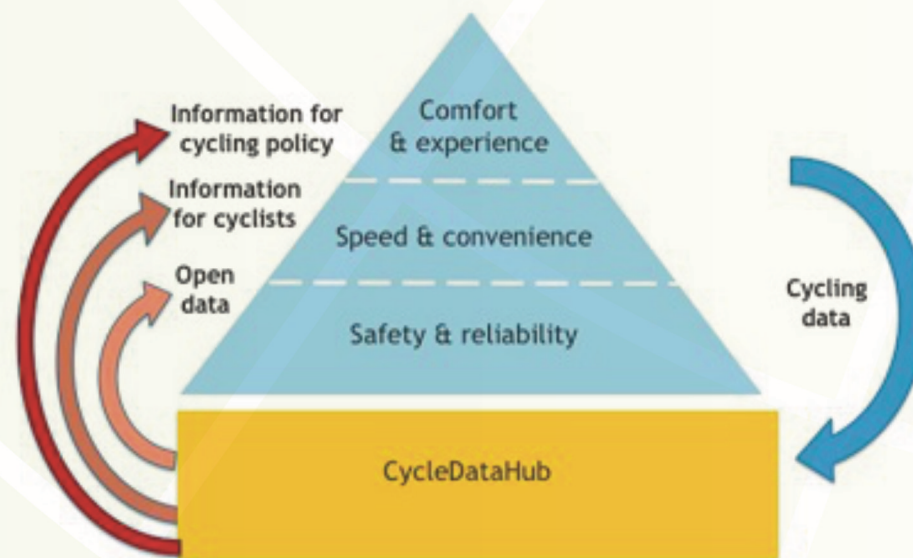 Information for
cycling policy
Information
for cyclists
Open
data
Comfort
& experience
Speed & convenience
Safety & reliability
Cycling
data
CycleDataHub